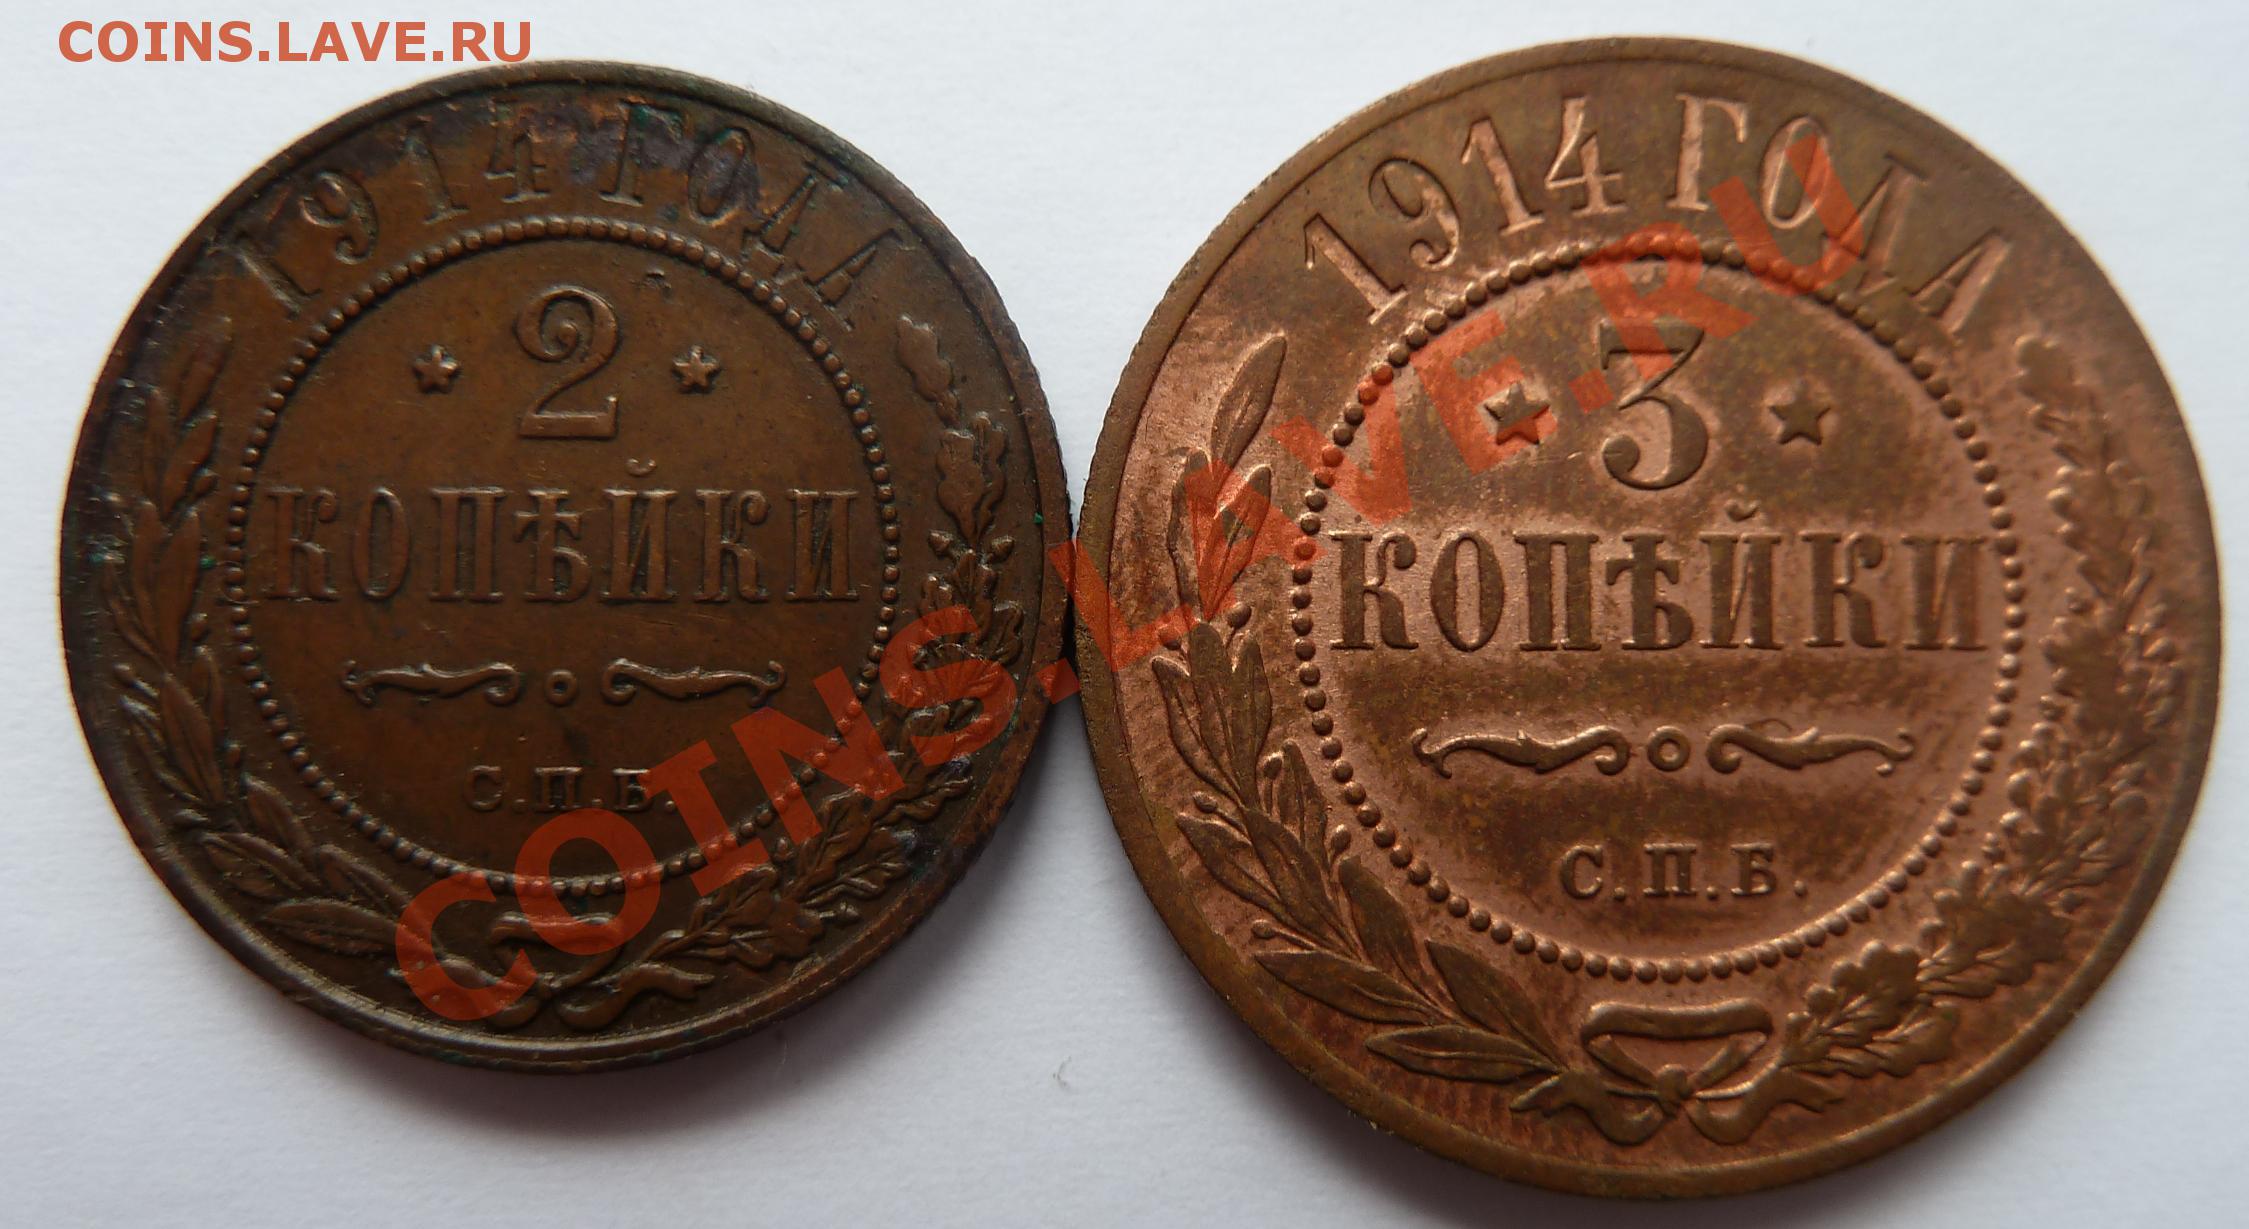 COINS.LAVE.RU
1914 ГОДА
2
КОПѢЙКИ
С.П.Б.
1914 ГОДА
3
КОПѢЙКИ
С.П.Б.
COINS.LAVE.RU